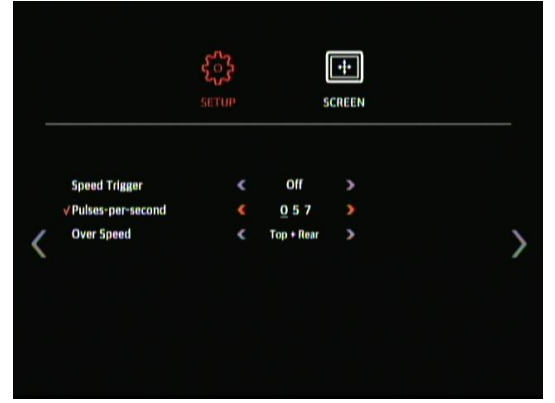 SETUP SCREEN
Speed Trigger < Off >
√Pulses-per-second < 0 5 7 >
Over Speed < Top + Rear >